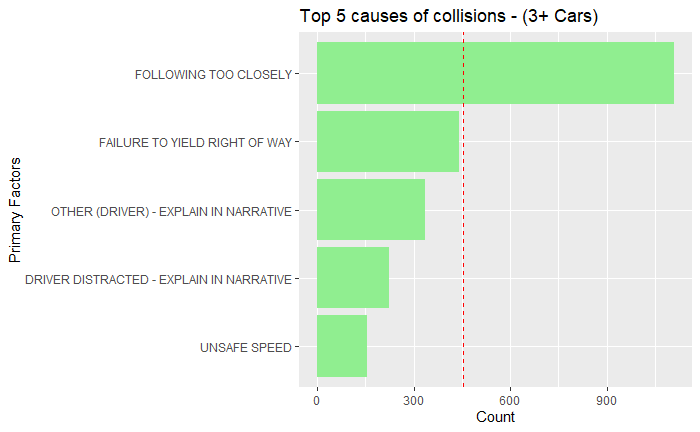 Top 5 causes of collisions - (3+ Cars)
Primary Factors
FOLLOWING TOO CLOSELY
FAILURE TO YIELD RIGHT OF WAY
OTHER (DRIVER) - EXPLAIN IN NARRATIVE
DRIVER DISTRACTED - EXPLAIN IN NARRATIVE
UNSAFE SPEED
0 300 600 900
Count